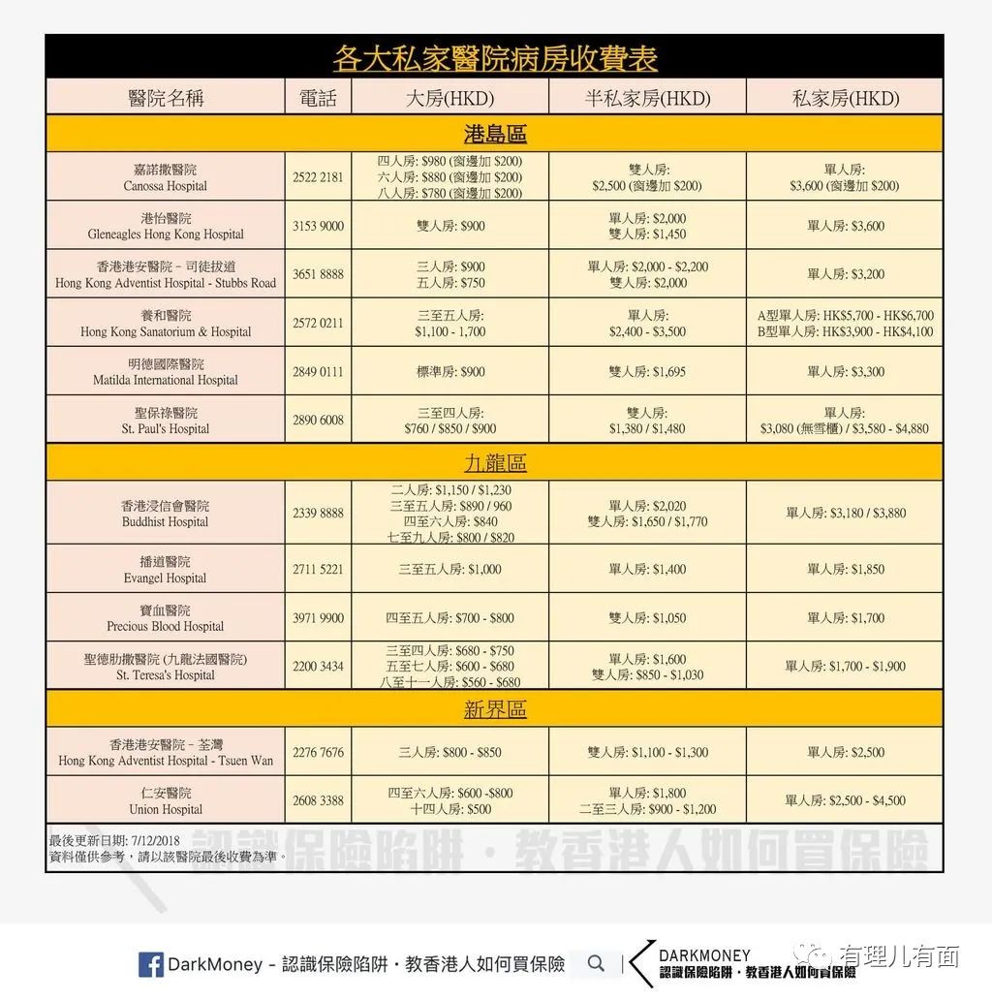 各大私家醫院病房收費表
醫院名稱 電話 大房(HKD) 半私家房(HKD) 私家房(HKD)
港島區
嘉諾撒醫院
Canossa Hospital
2522 2181
四人房: $980 (窗邊加 $200)
六人房: $880 (窗邊加 $200)
八人房: $780 (窗邊加 $200)
雙人房:
$2,500 (窗邊加 $200)
單人房:
$3,600 (窗邊加 $200)
港怡醫院
Gleneagles Hong Kong Hospital
3153 9000
雙人房: $900
單人房: $2,000
雙人房: $1,450
單人房: $3,600
香港港安醫院 - 司徒拔道
Hong Kong Adventist Hospital - Stubbs Road
3651 8888
三人房: $900
五人房: $750
單人房: $2,000 - $2,200
雙人房: $2,000
單人房: $3,200
養和醫院
Hong Kong Sanatorium & Hospital
2572 0211
三至五人房:
$1,100 - 1,700
單人房:
$2,400 - $3,500
A型單人房: HK$5,700 - HK$6,700
B型單人房: HK$3,900 - HK$4,100
明德國際醫院
Matilda International Hospital
2849 0111
標準房: $900
雙人房: $1,695
單人房: $3,300
聖保祿醫院
St. Paul's Hospital
2890 6008
三至四人房:
$760 / $850 / $900
雙人房:
$1,380 / $1,480
單人房:
$3,080 (無雪櫃) / $3,580 - $4,880
九龍區
香港浸信會醫院
Buddhist Hospital
2339 8888
二人房: $1,150 / $1,230
三至五人房: $890 / 960
四至六人房: $840
七至九人房: $800 / $820
單人房: $2,020
雙人房: $1,650 / $1,770
單人房: $3,180 / $3,880
播道醫院
Evangel Hospital
2711 5221
三至五人房: $1,000
單人房: $1,400
單人房: $1,850
寶血醫院
Precious Blood Hospital
3971 9900
四至五人房: $700 - $800
雙人房: $1,050
單人房: $1,700
聖德肋撒醫院 (九龍法國醫院)
St. Teresa's Hospital
2200 3434
三至四人房: $680 - $750
五至七人房: $600 - $680
八至十一人房: $560 - $680
單人房: $1,600
雙人房: $850 - $1,030
單人房: $1,700 - $1,900
新界區
香港港安醫院 - 荃灣
Hong Kong Adventist Hospital - Tsuen Wan
2276 7676
三人房: $800 - $850
雙人房: $1,100 - $1,300
單人房: $2,500
仁安醫院
Union Hospital
2608 3388
四至六人房: $600 -$800
十四人房: $500
單人房: $1,800
二至三人房: $900 - $1,200
單人房: $2,500 - $4,500
最後更新日期: 7/12/2018
資料僅供參考，請以該醫院最後收費為準。
認識保險陷阱·教香港人如何買保險
DarkMoney - 認識保險陷阱·教香港人如何買保險
DARKMONEY
認識保險陷阱·教香港人如何買保險
有理儿有面